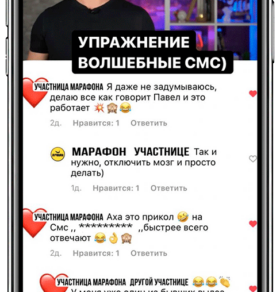 УПРАЖНЕНИЕ
ВОЛШЕБНЫЕ СМС)
УЧАСТНИЦА МАРАФОНА Я даже не задумываюсь,
делаю все как говорит Павел и это
работает 💥🙈😂
2д. Нравится: 1 Ответить
МАРАФОН УЧАСТНИЦЕ Так и
нужно, отключить мозг и просто
делать)
1д. Нравится: 1 Ответить
УЧАСТНИЦА МАРАФОНА Аха это прикол 🤣 на
Смс ,, ********* ,,быстрее всего
отвечают 😄👌🙈
2д. Нравится: 1 Ответить
УЧАСТНИЦА МАРАФОНА ДРУГОЙ УЧАСТНИЦЕ 😂😂👏